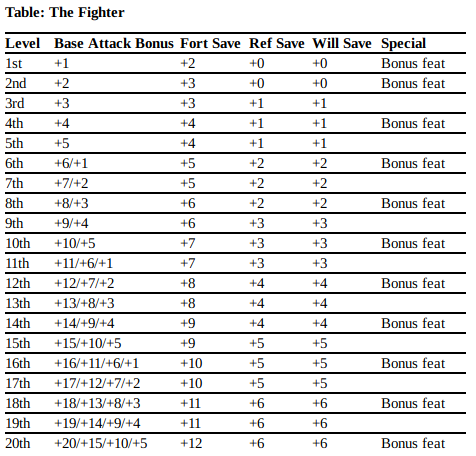 Table: The Fighter
Level Base Attack Bonus Fort Save Ref Save Will Save Special
1st +1 +2 +0 +0 Bonus feat
2nd +2 +3 +0 +0 Bonus feat
3rd +3 +3 +1 +1
4th +4 +4 +1 +1 Bonus feat
5th +5 +4 +1 +1
6th +6/+1 +5 +2 +2 Bonus feat
7th +7/+2 +5 +2 +2
8th +8/+3 +6 +2 +2 Bonus feat
9th +9/+4 +6 +3 +3
10th +10/+5 +7 +3 +3 Bonus feat
11th +11/+6/+1 +7 +3 +3
12th +12/+7/+2 +8 +4 +4 Bonus feat
13th +13/+8/+3 +8 +4 +4
14th +14/+9/+4 +9 +4 +4 Bonus feat
15th +15/+10/+5 +9 +5 +5
16th +16/+11/+6/+1 +10 +5 +5 Bonus feat
17th +17/+12/+7/+2 +10 +5 +5
18th +18/+13/+8/+3 +11 +6 +6 Bonus feat
19th +19/+14/+9/+4 +11 +6 +6
20th +20/+15/+10/+5 +12 +6 +6 Bonus feat